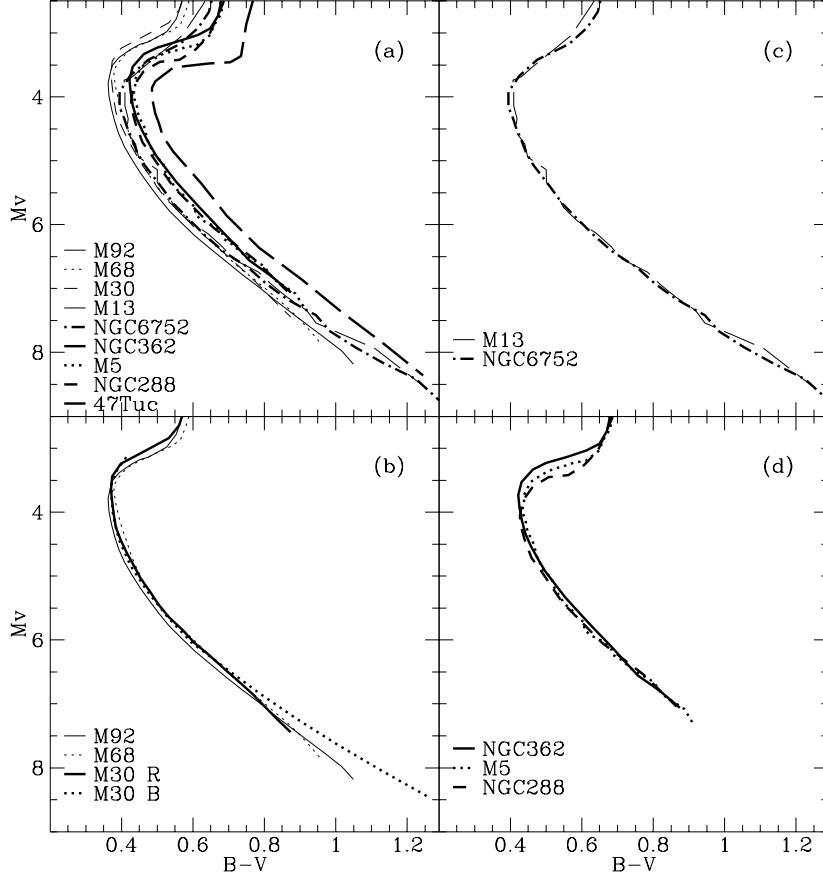 (a)
4
6
8
Mv
M92
M68
M30
M13
NGC6752
NGC362
M5
NGC288
47Tuc
(c)
M13
NGC6752
(b)
4
6
8
Mv
M92
M68
M30 R
M30 B
0.4 0.6 0.8 1 1.2
B-V
(d)
NGC362
M5
NGC288
0.4 0.6 0.8 1 1.2
B-V